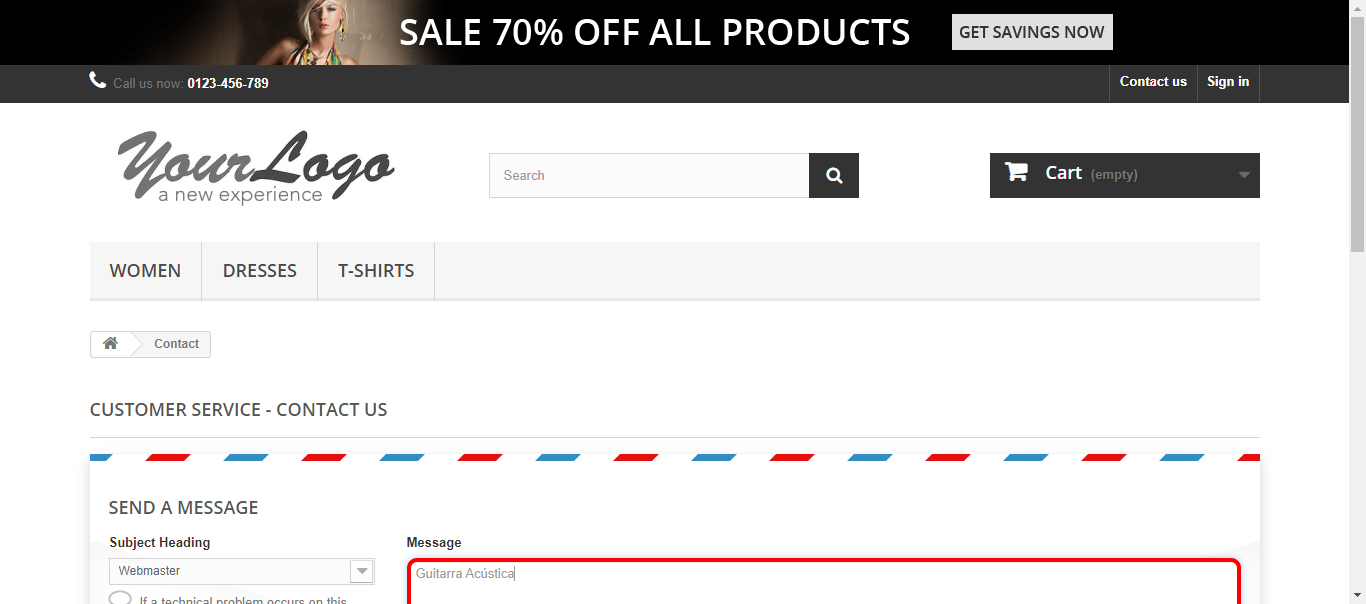 SALE 70% OFF ALL PRODUCTS GET SAVINGS NOW
Call us now: 0123-456-789 Contact us Sign in
YourLogo
a new experience
Search
Cart (empty)
WOMEN DRESSES T-SHIRTS
Contact
CUSTOMER SERVICE - CONTACT US
SEND A MESSAGE
Subject Heading
Webmaster
If a technical problem occurs on this
Message
Guitarra Acústica